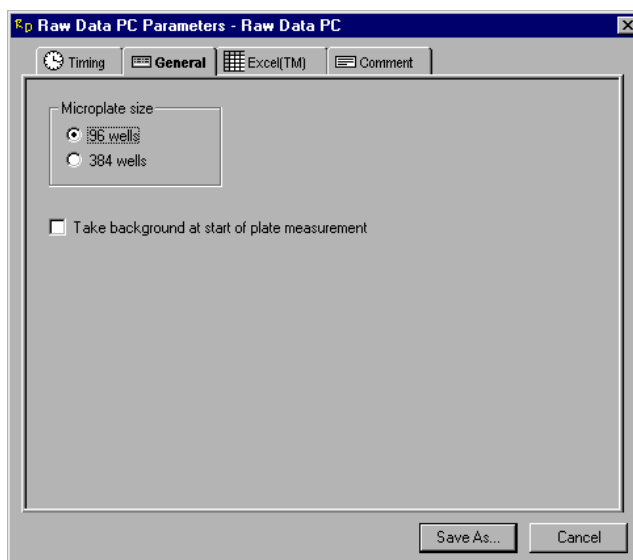 Rp Raw Data PC Parameters - Raw Data PC
Timing General Excel(TM) Comment
Microplate size
96 wells
384 wells
Take background at start of plate measurement
Save As... Cancel